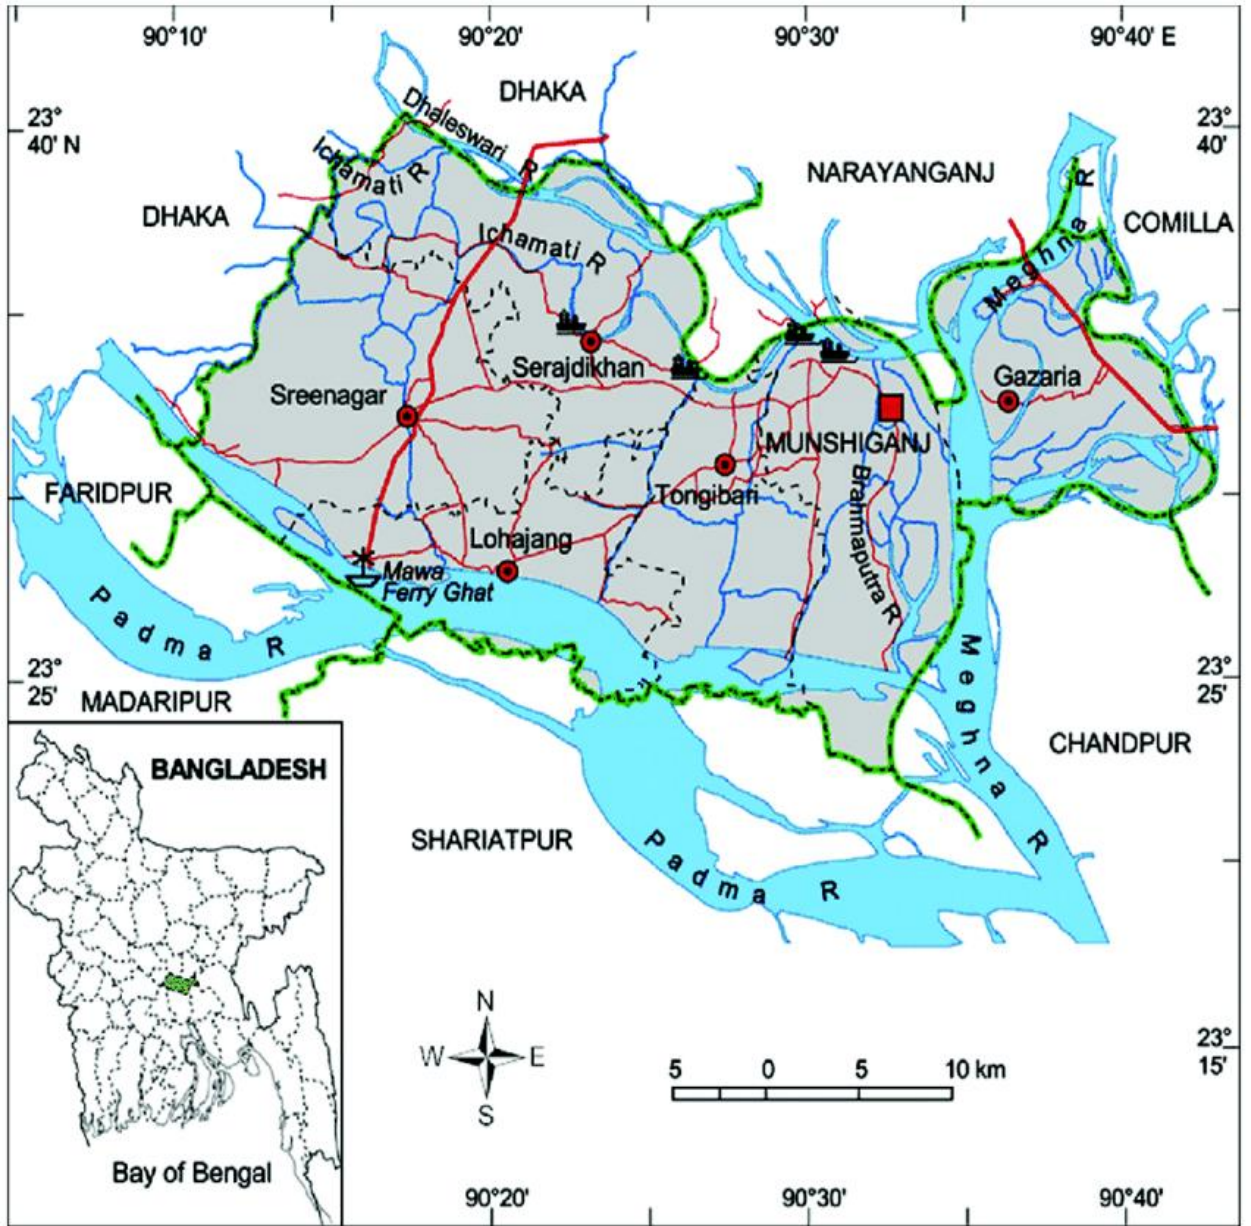 90°10'
90°20'
90°30'
90°40' E
DHAKA
23°
40' N
23°
40'
Dhaleswari R
Ichamati R
NARAYANGANJ
Meghna R
COMILLA
DHAKA
Ichamati R
Serajdikhan
Gazaria
Sreenagar
MUNSHIGANJ
Tongibari
Brahmaputra R
FARIDPUR
Lohajang
Mawa
Ferry Ghat
Padma R
Meghna R
23°
25'
23°
25'
MADARIPUR
CHANDPUR
BANGLADESH
SHARIATPUR
Padma R
N
W E
S
5 0 5 10 km
23°
15'
Bay of Bengal
90°20'
90°30'
90°40'